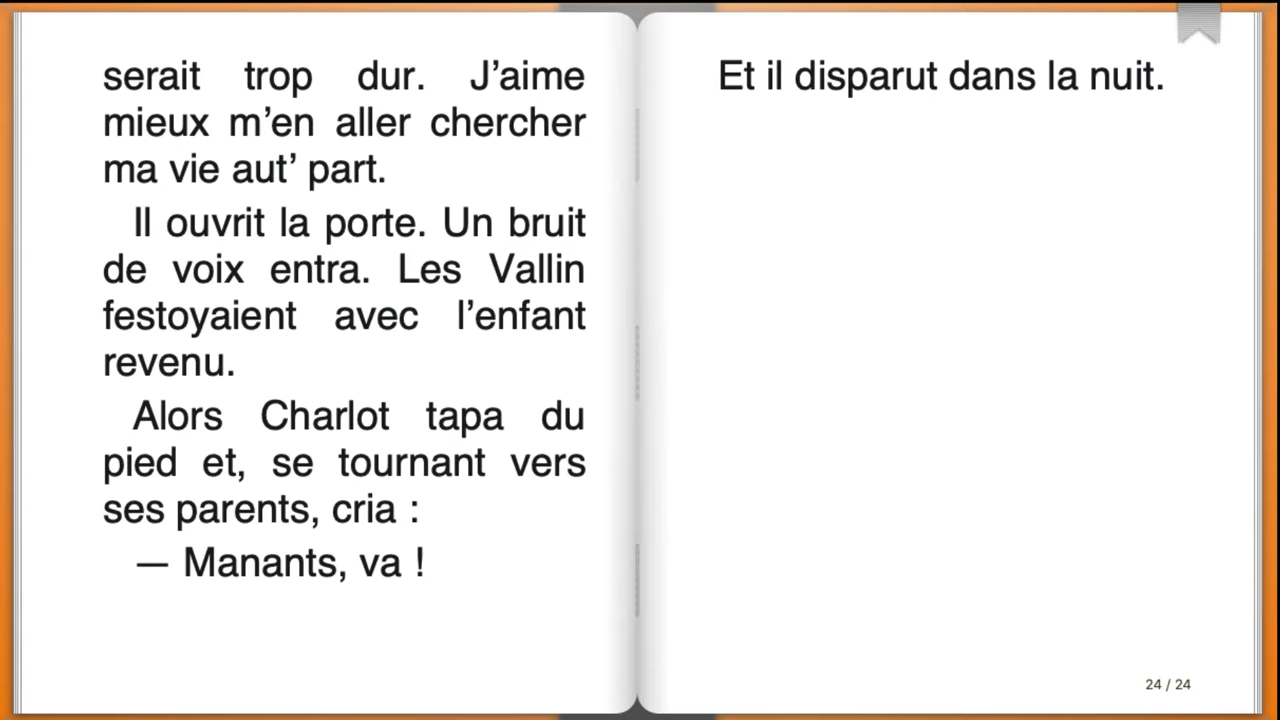 serait trop dur. J’aime
mieux m’en aller chercher
ma vie aut’ part.
Il ouvrit la porte. Un bruit
de voix entra. Les Vallin
festoyaient avec l’enfant
revenu.
Alors Charlot tapa du
pied et, se tournant vers
ses parents, cria :
— Manants, va !
Et il disparut dans la nuit.
24 / 24